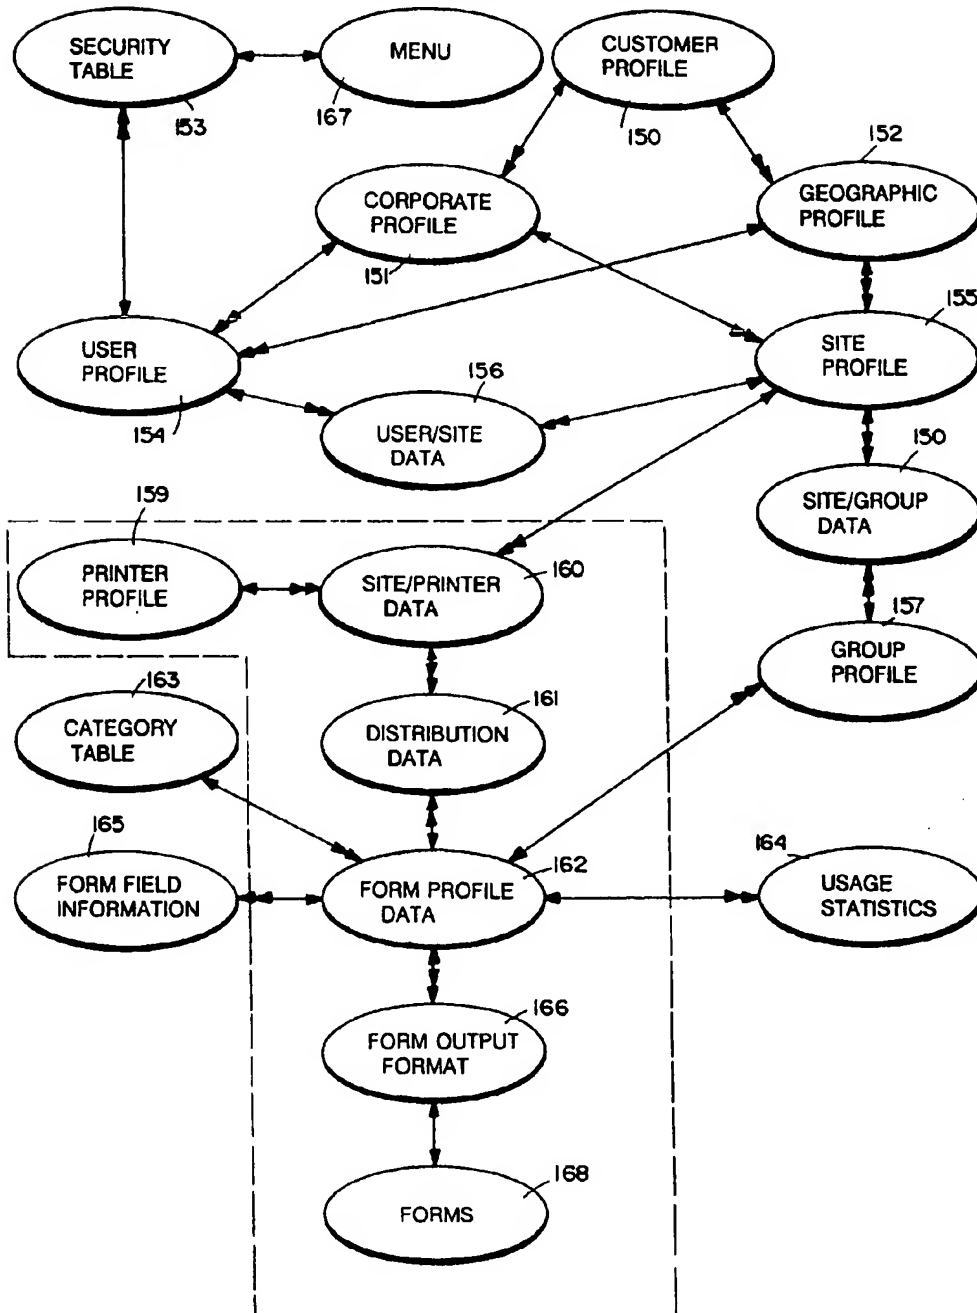 SECURITY
TABLE
153
MENU
167
CUSTOMER
PROFILE
150
152
CORPORATE
PROFILE
151
GEOGRAPHIC
PROFILE
155
USER
PROFILE
154
SITE
PROFILE
156
USER/SITE
DATA
150
SITE/GROUP
DATA
159
PRINTER
PROFILE
SITE/PRINTER
DATA
160
157
GROUP
PROFILE
163
CATEGORY
TABLE
161
DISTRIBUTION
DATA
165
FORM FIELD
INFORMATION
162
FORM PROFILE
DATA
164
USAGE
STATISTICS
166
FORM OUTPUT
FORMAT
168
FORMS